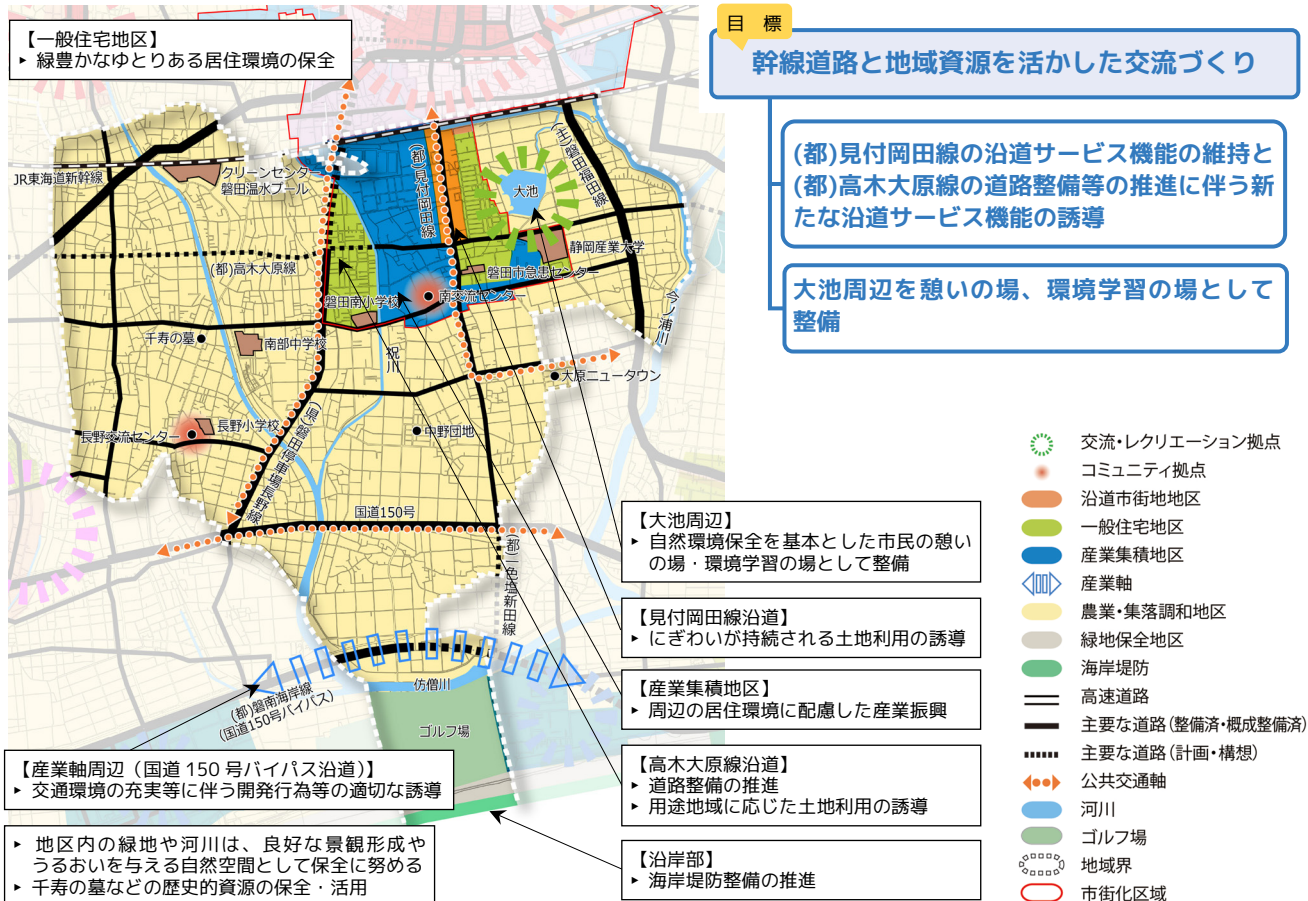 【一般住宅地区】
▸ 緑豊かなゆとりある居住環境の保全
目 標
幹線道路と地域資源を活かした交流づくり
(都)見付岡田線の沿道サービス機能の維持と
(都)高木大原線の道路整備等の推進に伴う新
たな沿道サービス機能の誘導
大池周辺を憩いの場、環境学習の場として
整備
JR東海道新幹線
クリーンセンター
磐田温水プール
(都)見付岡田線
大池
(主)磐田福田線
(都)高木大原線
静岡産業大学
磐田市急患センター
磐田南小学校
南交流センター
今ノ浦川
千寿の墓
南部中学校
祝川
大原ニュータウン
長野小学校
長野交流センター
(県)磐田停車場長野線
中野団地
国道150号
(都)一色塩新田線
仿僧川
(都)磐南海岸線
(国道150号バイパス)
ゴルフ場
【大池周辺】
▸ 自然環境保全を基本とした市民の憩い
の場・環境学習の場として整備
【見付岡田線沿道】
▸ にぎわいが持続される土地利用の誘導
【産業集積地区】
▸ 周辺の居住環境に配慮した産業振興
【高木大原線沿道】
▸ 道路整備の推進
▸ 用途地域に応じた土地利用の誘導
【沿岸部】
▸ 海岸堤防整備の推進
【産業軸周辺（国道 150 号バイパス沿道）】
▸ 交通環境の充実等に伴う開発行為等の適切な誘導
▸ 地区内の緑地や河川は、良好な景観形成や
うるおいを与える自然空間として保全に努める
▸ 千寿の墓などの歴史的資源の保全・活用
交流・レクリエーション拠点
コミュニティ拠点
沿道市街地地区
一般住宅地区
産業集積地区
産業軸
農業・集落調和地区
緑地保全地区
海岸堤防
高速道路
主要な道路(整備済・概成整備済)
主要な道路(計画・構想)
公共交通軸
河川
ゴルフ場
地域界
市街化区域